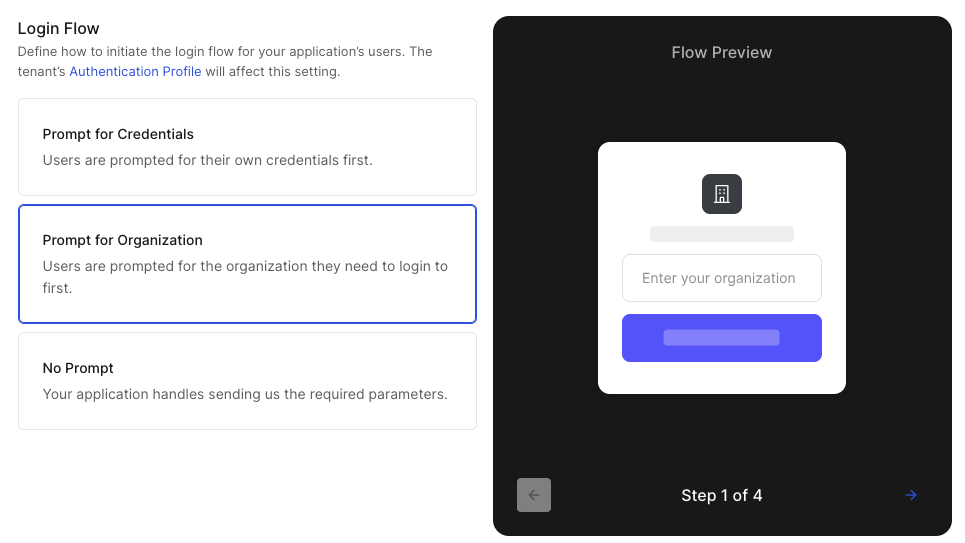 Login Flow
Define how to initiate the login flow for your application's users. The
tenant's Authentication Profile will affect this setting.
Prompt for Credentials
Users are prompted for their own credentials first.
Prompt for Organization
Users are prompted for the organization they need to login to
first.
No Prompt
Your application handles sending us the required parameters.
Flow Preview
Enter your organization
Step 1 of 4